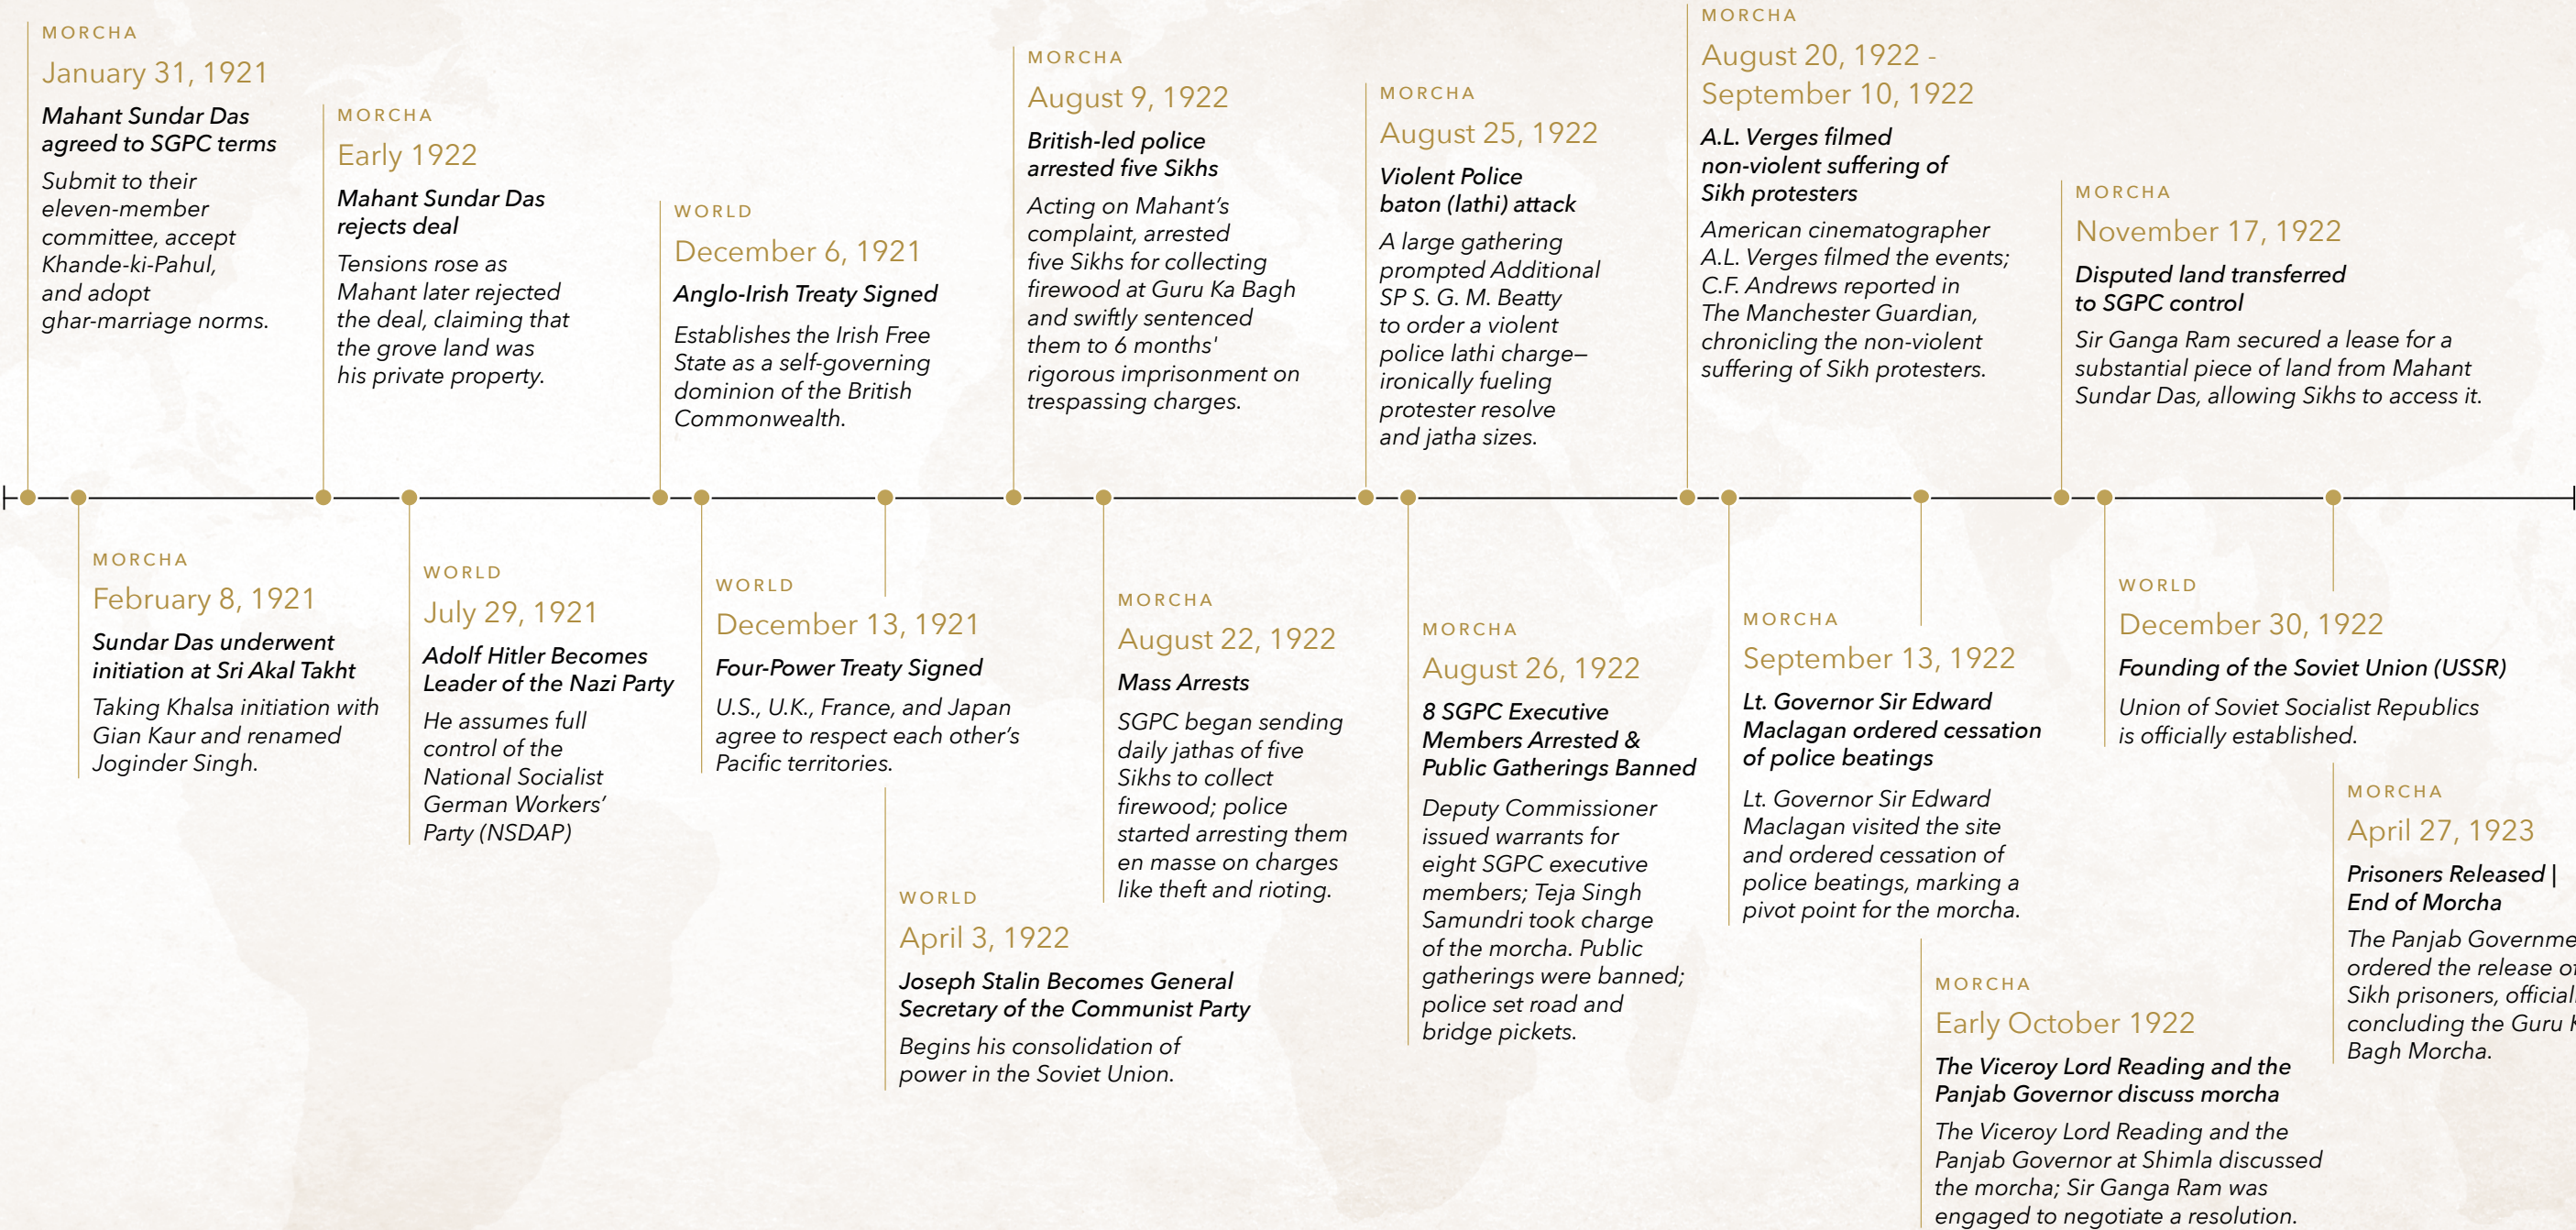 MORCHA
January 31, 1921
Mahant Sundar Das
agreed to SGPC terms
Submit to their
eleven-member
committee, accept
Khande-ki-Pahul,
and adopt
ghar-marriage norms.
MORCHA
February 8, 1921
Sundar Das underwent
initiation at Sri Akal Takht
Taking Khalsa initiation with
Gian Kaur and renamed
Joginder Singh.
MORCHA
Early 1922
Mahant Sundar Das
rejects deal
Tensions rose as
Mahant later rejected
the deal, claiming that
the grove land was
his private property.
WORLD
July 29, 1921
Adolf Hitler Becomes
Leader of the Nazi Party
He assumes full
control of the
National Socialist
German Workers’
Party (NSDAP)
WORLD
December 6, 1921
Anglo-Irish Treaty Signed
Establishes the Irish Free
State as a self-governing
dominion of the British
Commonwealth.
WORLD
December 13, 1921
Four-Power Treaty Signed
U.S., U.K., France, and Japan
agree to respect each other’s
Pacific territories.
WORLD
April 3, 1922
Joseph Stalin Becomes General
Secretary of the Communist Party
Begins his consolidation of
power in the Soviet Union.
MORCHA
August 9, 1922
British-led police
arrested five Sikhs
Acting on Mahant’s
complaint, arrested
five Sikhs for collecting
firewood at Guru Ka Bagh
and swiftly sentenced
them to 6 months'
rigorous imprisonment on
trespassing charges.
MORCHA
August 22, 1922
Mass Arrests
SGPC began sending
daily jathas of five
Sikhs to collect
firewood; police
started arresting them
en masse on charges
like theft and rioting.
MORCHA
August 25, 1922
Violent Police
baton (lathi) attack
A large gathering
prompted Additional
SP S. G. M. Beatty
to order a violent
police lathi charge—
ironically fueling
protester resolve
and jatha sizes.
MORCHA
August 26, 1922
8 SGPC Executive
Members Arrested &
Public Gatherings Banned
Deputy Commissioner
issued warrants for
eight SGPC executive
members; Teja Singh
Samundri took charge
of the morcha. Public
gatherings were banned;
police set road and
bridge pickets.
MORCHA
August 20, 1922 -
September 10, 1922
A.L. Verges filmed
non-violent suffering of
Sikh protesters
American cinematographer
A.L. Verges filmed the events;
C.F. Andrews reported in
The Manchester Guardian,
chronicling the non-violent
suffering of Sikh protesters.
MORCHA
September 13, 1922
Lt. Governor Sir Edward
Maclagan ordered cessation
of police beatings
Lt. Governor Sir Edward
Maclagan visited the site
and ordered cessation of
police beatings, marking a
pivot point for the morcha.
MORCHA
Early October 1922
The Viceroy Lord Reading and the
Panjab Governor discuss morcha
The Viceroy Lord Reading and the
Panjab Governor at Shimla discussed
the morcha; Sir Ganga Ram was
engaged to negotiate a resolution.
MORCHA
November 17, 1922
Disputed land transferred
to SGPC control
Sir Ganga Ram secured a lease for a
substantial piece of land from Mahant
Sundar Das, allowing Sikhs to access it.
WORLD
December 30, 1922
Founding of the Soviet Union (USSR)
Union of Soviet Socialist Republics
is officially established.
MORCHA
April 27, 1923
Prisoners Released |
End of Morcha
The Panjab
ordered the release
Sikh prisoners,
concluding the Guru
Bagh Morcha.